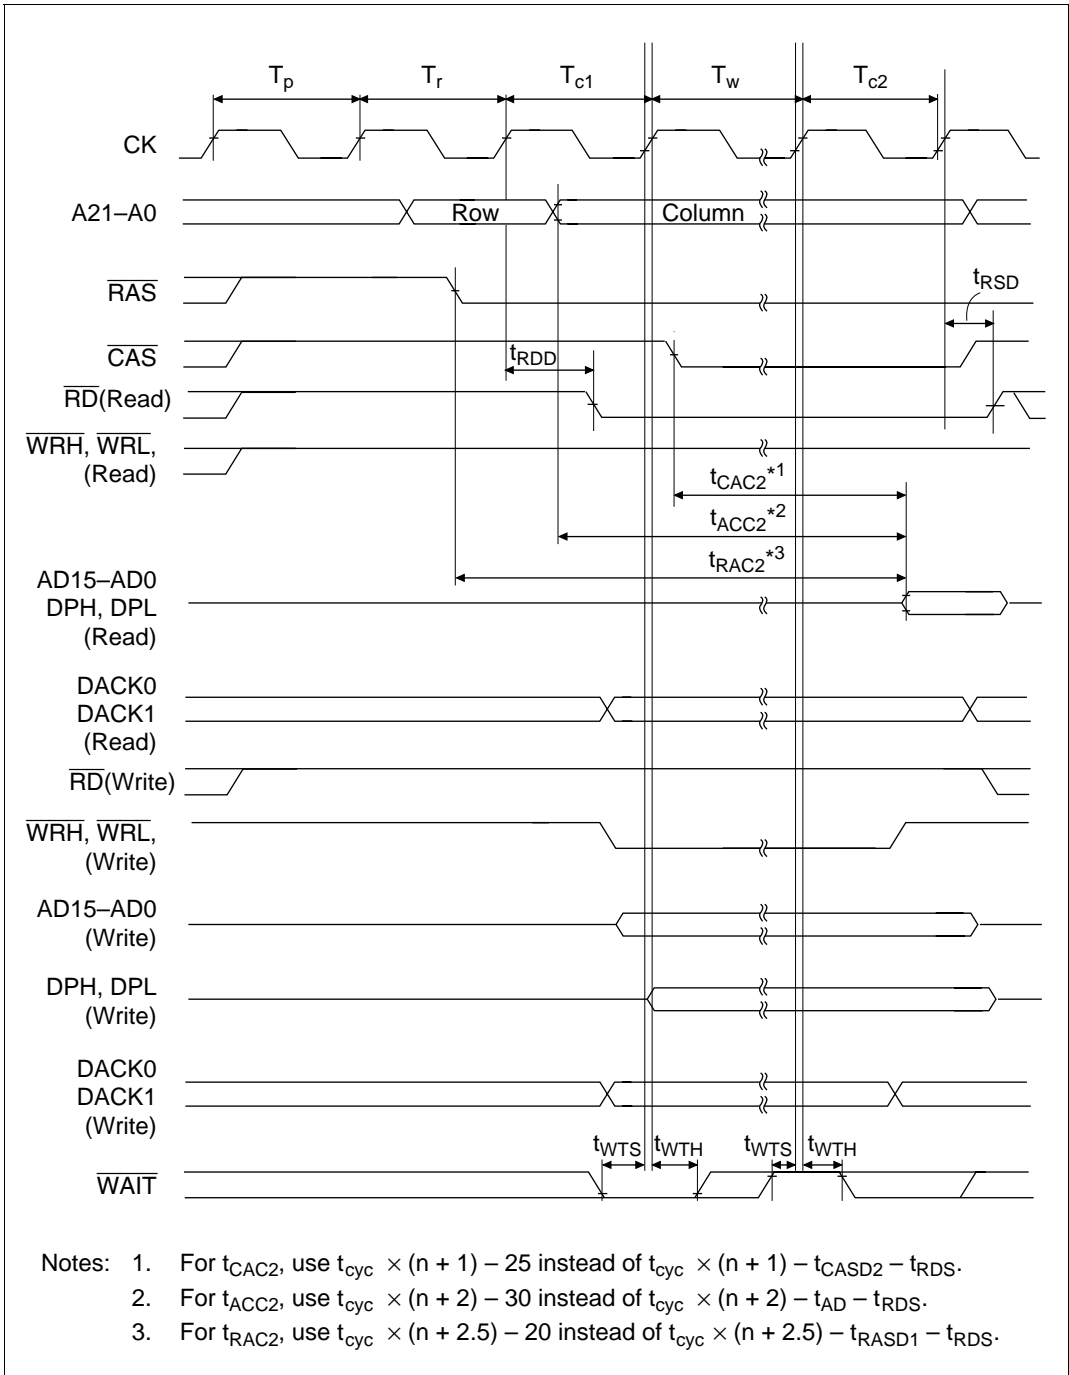 Tp Tr Tc1 Tw Tc2
CK
A21–A0 Row Column
RAS
tRSD
CAS
tRDD
RD(Read)
WRH, WRL,
(Read)
tCAC2*1
tACC2*2
tRAC2*3
AD15–AD0
DPH, DPL
(Read)
DACK0
DACK1
(Read)
RD(Write)
WRH, WRL,
(Write)
AD15–AD0
(Write)
DPH, DPL
(Write)
DACK0
DACK1
(Write)
tWTS tWTH tWTS tWTH
WAIT
Notes: 1. For tCAC2, use tcyc × (n + 1) – 25 instead of tcyc × (n + 1) – tCASD2 – tRDS.
2. For tACC2, use tcyc × (n + 2) – 30 instead of tcyc × (n + 2) – tAD – tRDS.
3. For tRAC2, use tcyc × (n + 2.5) – 20 instead of tcyc × (n + 2.5) – tRASD1 – tRDS.